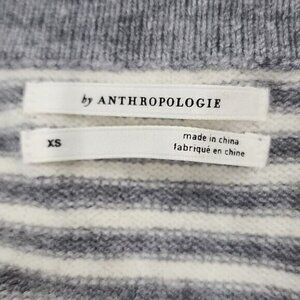 by ANTHROPOLOGIE
XS
made in china
fabriqué en chine